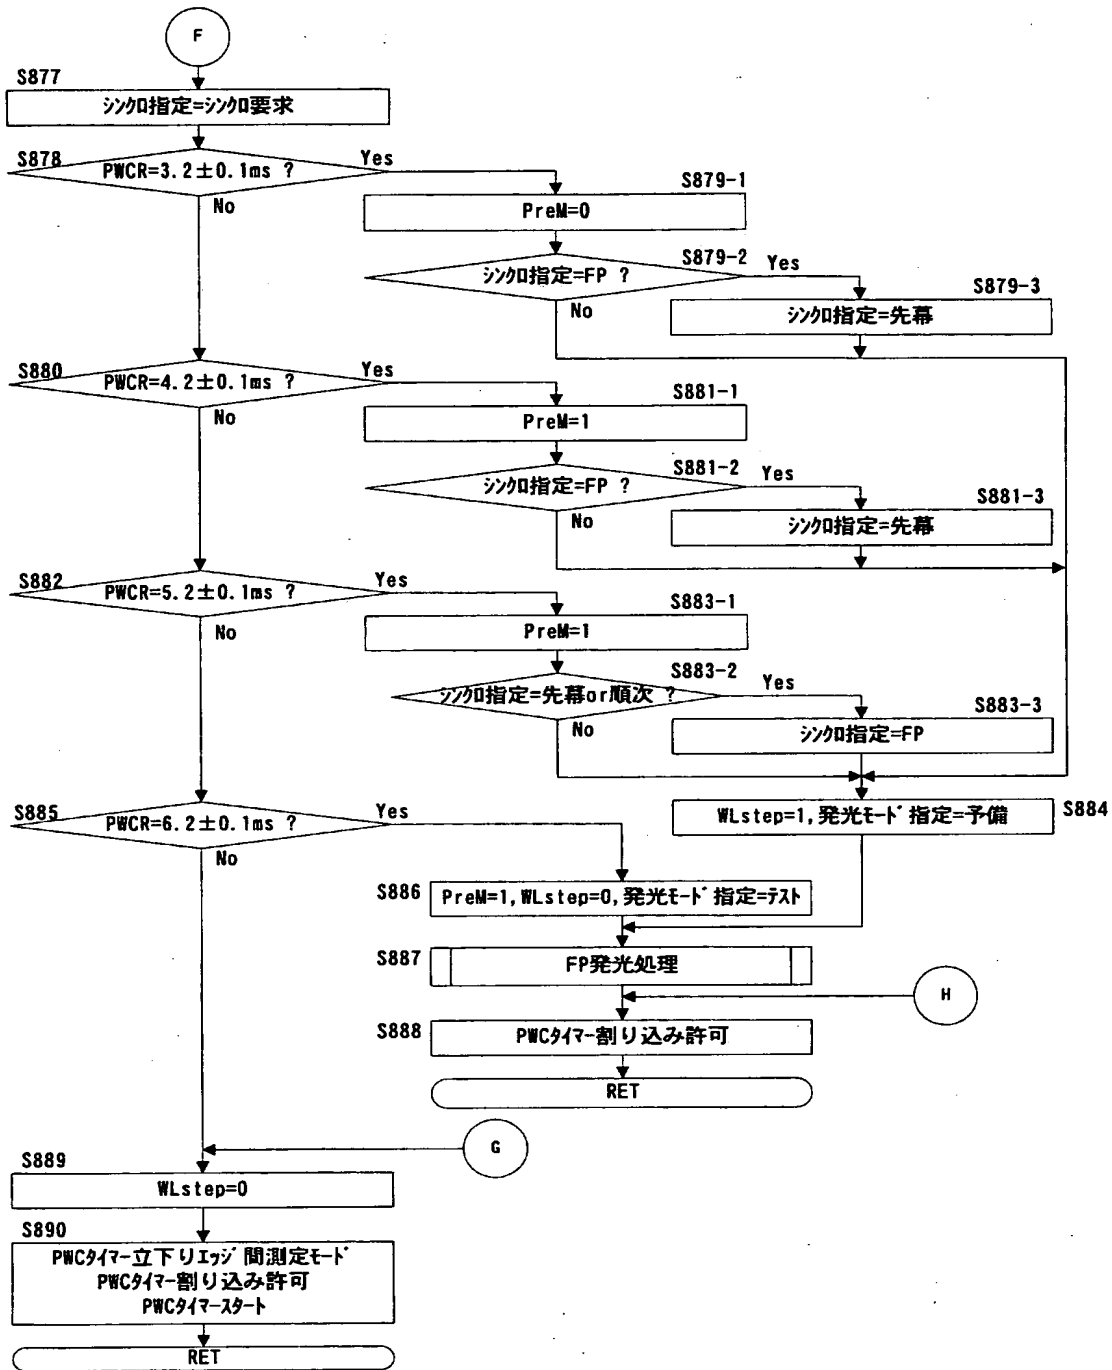 F
S877
シンクロ指定=シンクロ要求
S878
PWCR=3.2±0.1ms ?
Yes
No
S879-1
PreM=0
S879-2
シンクロ指定=FP ?
Yes
No
S879-3
シンクロ指定=先幕
S880
PWCR=4.2±0.1ms ?
Yes
No
S881-1
PreM=1
S881-2
シンクロ指定=FP ?
Yes
No
S881-3
シンクロ指定=先幕
S882
PWCR=5.2±0.1ms ?
Yes
No
S883-1
PreM=1
S883-2
シンクロ指定=先幕or順次 ?
Yes
No
S883-3
シンクロ指定=FP
S884
WLstep=1,発光モード指定=予備
S885
PWCR=6.2±0.1ms ?
Yes
No
S886
PreM=1,WLstep=0,発光モード指定=テスト
S887
FP発光処理
H
S888
PWCタイマー割り込み許可
RET
G
S889
WLstep=0
S890
PWCタイマー立下りエッジ間測定モード
PWCタイマー割り込み許可
PWCタイマースタート
RET